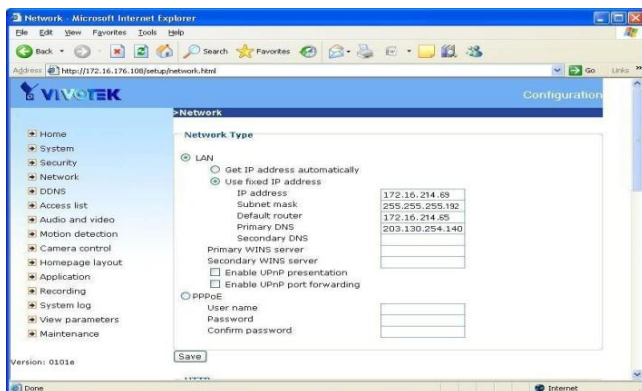 Network - Microsoft Internet Explorer
File Edit View Favorites Tools Help
Back Search Favorites
Address http://172.16.176.108/setup/network.html Go Links »
VIVOTEK Configuration
>Network
Home
System
Security
Network
DDNS
Access list
Audio and video
Motion detection
Camera control
Homepage layout
Application
Recording
System log
View parameters
Maintenance
Version: 0101e
Network Type
LAN
Get IP address automatically
Use fixed IP address
IP address 172.16.214.69
Subnet mask 255.255.255.192
Default router 172.16.214.65
Primary DNS 203.130.254.140
Secondary DNS
Primary WINS server
Secondary WINS server
Enable UPnP presentation
Enable UPnP port forwarding
PPPoE
User name
Password
Confirm password
Save
HTTP
Done Internet